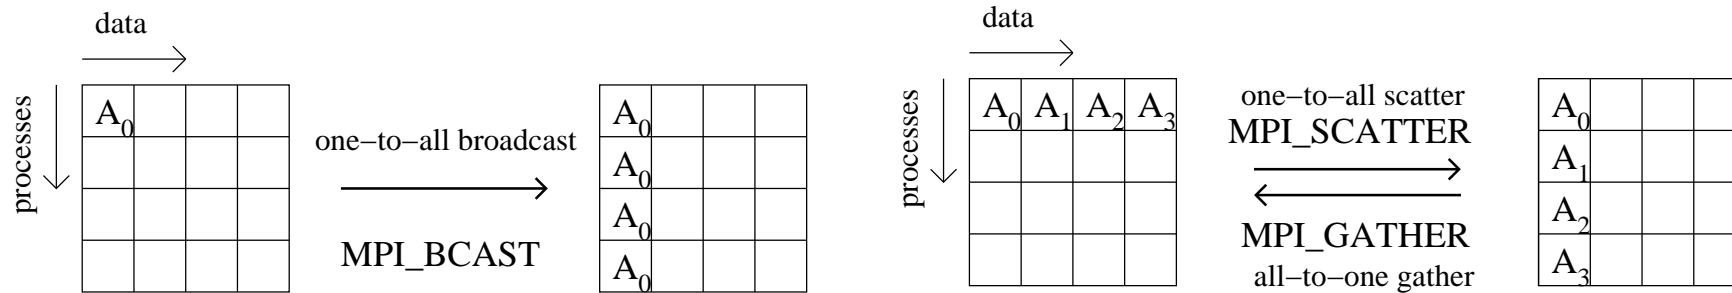 data
processes
A0
one−to−all broadcast
MPI_BCAST
A0
A0
A0
A0
data
processes
A0 A1 A2 A3
one−to−all scatter
MPI_SCATTER
MPI_GATHER
all−to−one gather
A0
A1
A2
A3